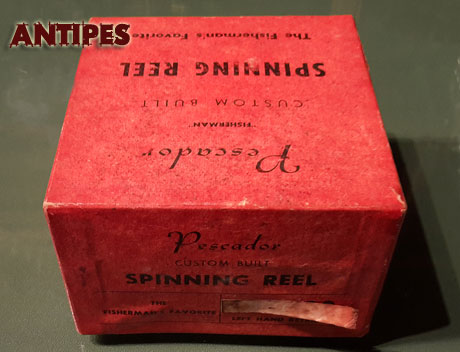 ANTIPES
The Fisherman's Favorite
SPINNING REEL
CUSTOM BUILT
"FISHERMAN"
Pescador
Pescador
CUSTOM BUILT
SPINNING REEL
THE
FISHERMAN'S FAVORITE
LEFT HAND